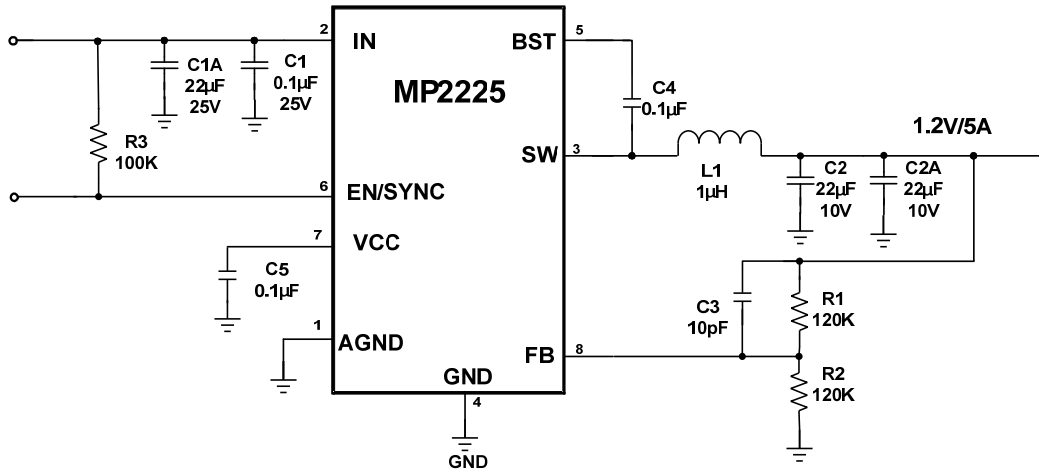 2
IN
C1A
22µF
25V
C1
0.1µF
25V
R3
100K
6
EN/SYNC
7
VCC
C5
0.1µF
1
AGND
MP2225
GND
4
GND
BST
5
C4
0.1µF
SW
3
L1
1µH
1.2V/5A
C2
22µF
10V
C2A
22µF
10V
C3
10pF
R1
120K
FB
8
R2
120K